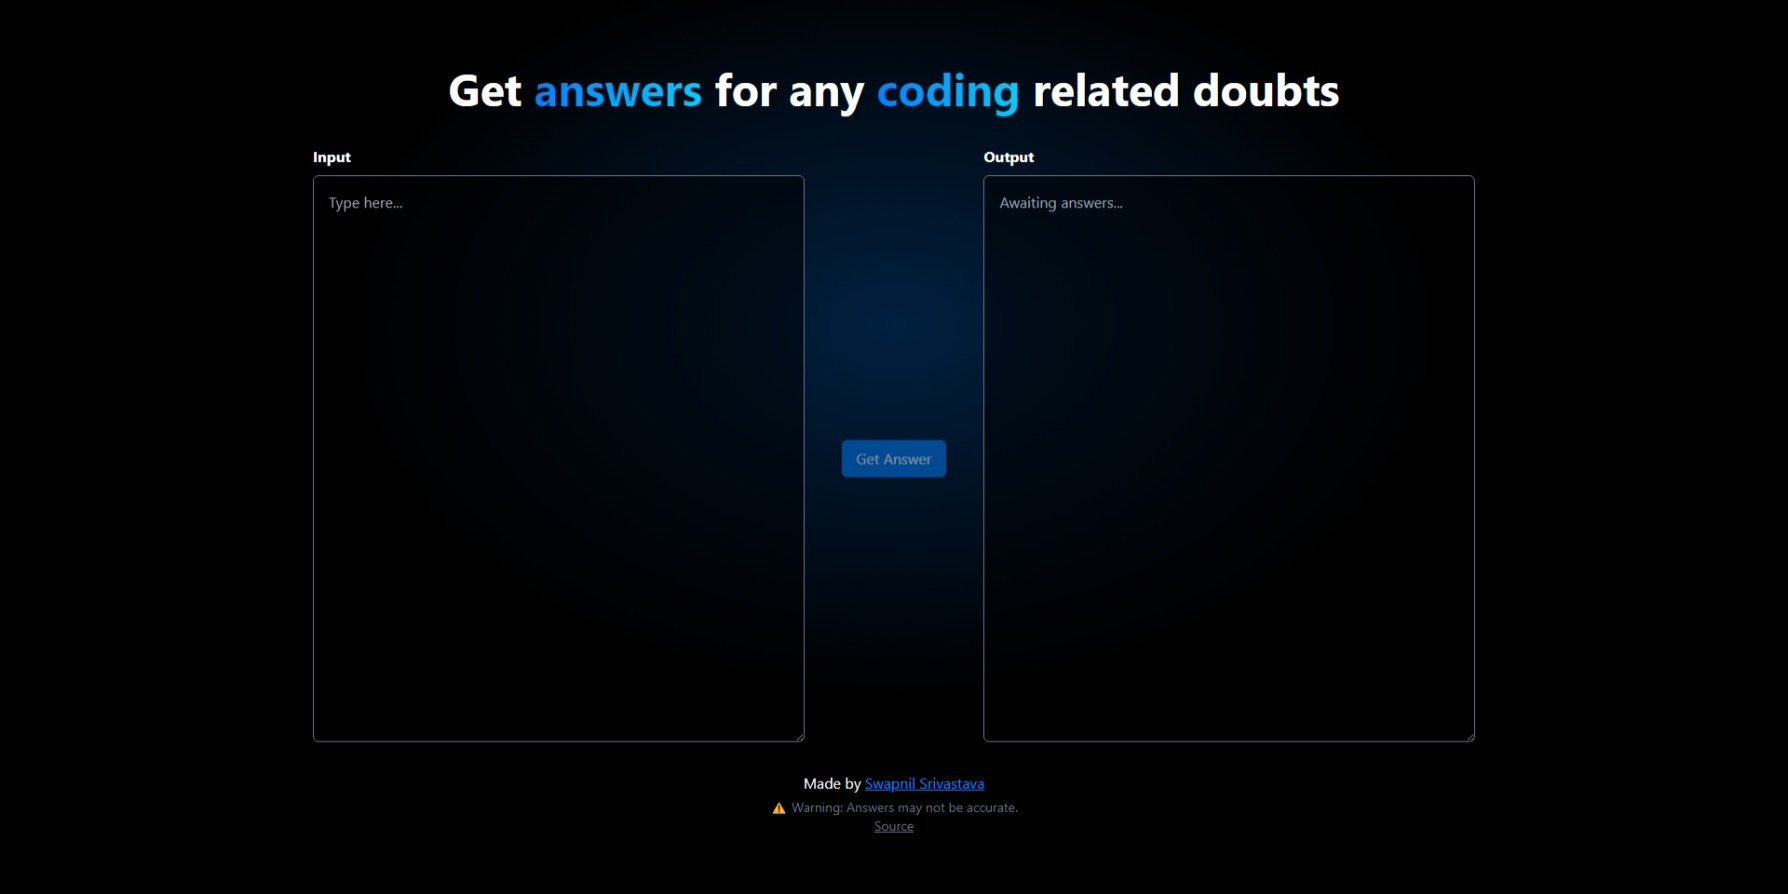 Get answers for any coding related doubts
Input
Output
Type here...
Awaiting answers...
Get Answer
Made by Swapnil Srivastava
⚠ Warning: Answers may not be accurate.
Source